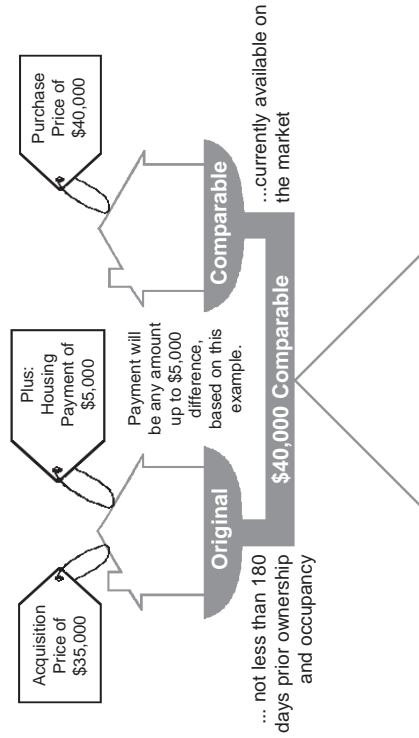 Acquisition
Price of
$35,000
Plus:
Housing
Payment of
$5,000
Purchase
Price of
$40,000
Payment will
be any amount
up to $5,000
difference,
based on this
example.
Original
Comparable
... not less than 180
days prior ownership
and occupancy
$40,000 Comparable
...currently available on
the market